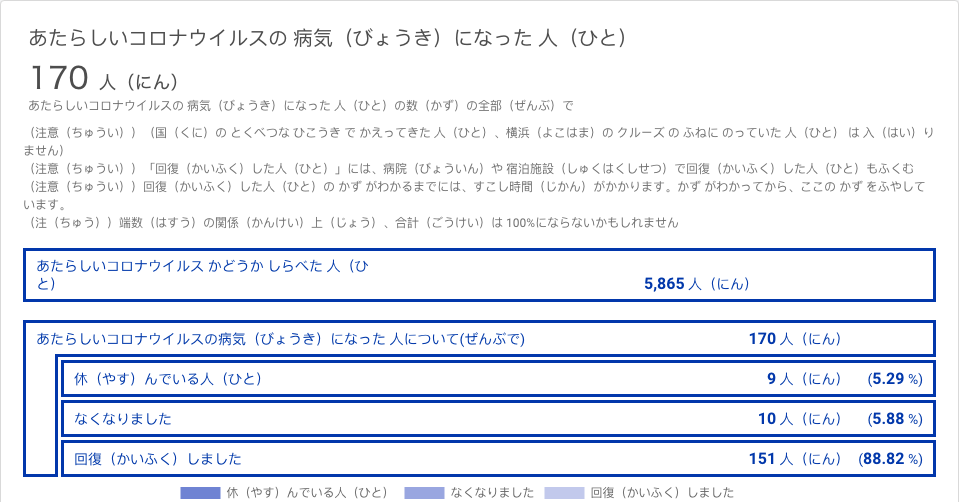 あたらしいコロナウイルスの 病気（びょうき）になった 人（ひと）
170 人（にん）
あたらしいコロナウイルスの 病気（びょうき）になった 人（ひと）の数（かず）の全部（ぜんぶ）で
（注意（ちゅうい））（国（くに）の とくべつな ひこうき で かえってきた 人（ひと）、横浜（よこはま）の クルーズ の ふねに のっていた 人（ひと） は 入（はい）り
ません）
（注意（ちゅうい））「回復（かいふく）した人（ひと）」には、病院（びょういん）や 宿泊施設（しゅくはくしせつ）で回復（かいふく）した人（ひと）もふくむ
（注意（ちゅうい））回復（かいふく）した人（ひと）の かず がわかるまでには、すこし時間（じかん）がかかります。かず がわかってから、ここの かず をふやして
います。
（注（ちゅう））端数（はすう）の関係（かんけい）上（じょう）、合計（ごうけい）は 100%にならないかもしれません
あたらしいコロナウイルス かどうか しらべた 人（ひ
と） 5,865 人（にん）
あたらしいコロナウイルスの病気（びょうき）になった 人について(ぜんぶで) 170 人（にん）
休（やす）んでいる人（ひと） 9 人（にん） (5.29 %)
なくなりました 10 人（にん） (5.88 %)
回復（かいふく）しました 151 人（にん） (88.82 %)
休（やす）んでいる人（ひと） なくなりました 回復（かいふく）しました